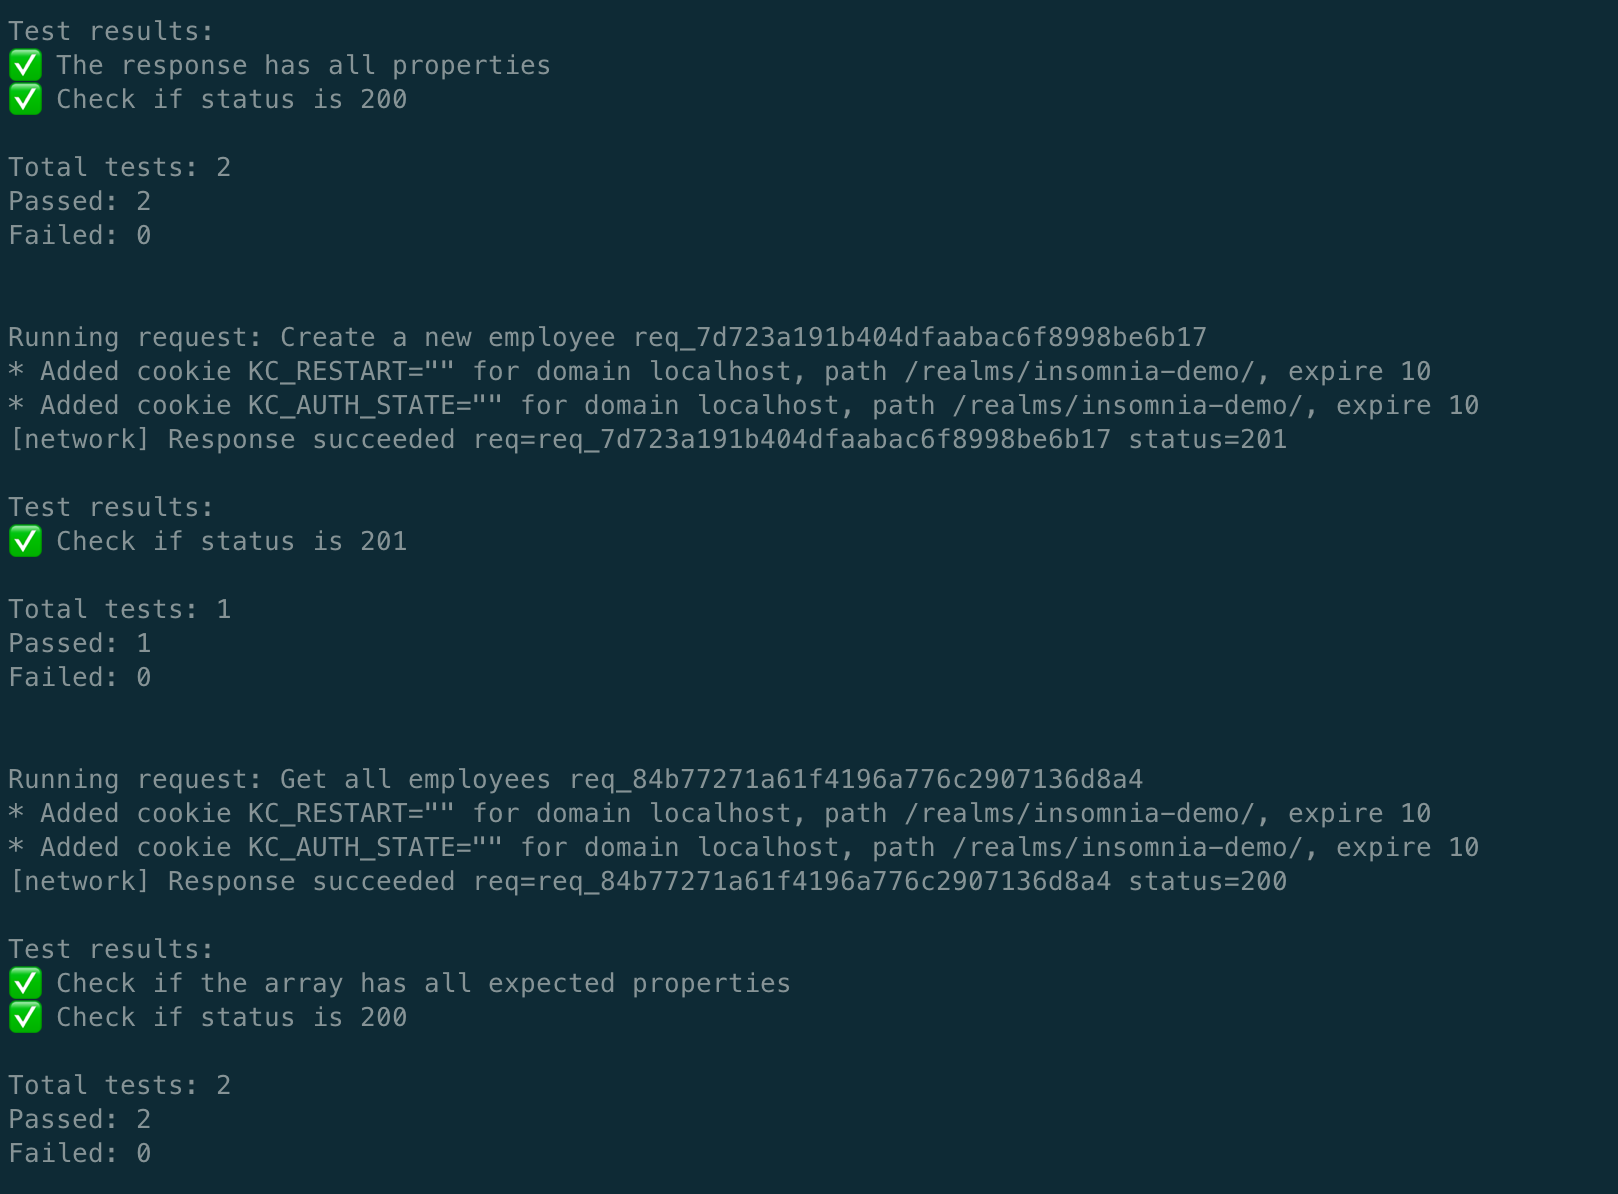 Test results:
✅ The response has all properties
✅ Check if status is 200
Total tests: 2
Passed: 2
Failed: 0
Running request: Create a new employee req_7d723a191b404dfaabac6f8998be6b17
* Added cookie KC_RESTART="" for domain localhost, path /realms/insomnia-demo/, expire 10
* Added cookie KC_AUTH_STATE="" for domain localhost, path /realms/insomnia-demo/, expire 10
[network] Response succeeded req=req_7d723a191b404dfaabac6f8998be6b17 status=201
Test results:
✅ Check if status is 201
Total tests: 1
Passed: 1
Failed: 0
Running request: Get all employees req_84b77271a61f4196a776c2907136d8a4
* Added cookie KC_RESTART="" for domain localhost, path /realms/insomnia-demo/, expire 10
* Added cookie KC_AUTH_STATE="" for domain localhost, path /realms/insomnia-demo/, expire 10
[network] Response succeeded req=req_84b77271a61f4196a776c2907136d8a4 status=200
Test results:
✅ Check if the array has all expected properties
✅ Check if status is 200
Total tests: 2
Passed: 2
Failed: 0